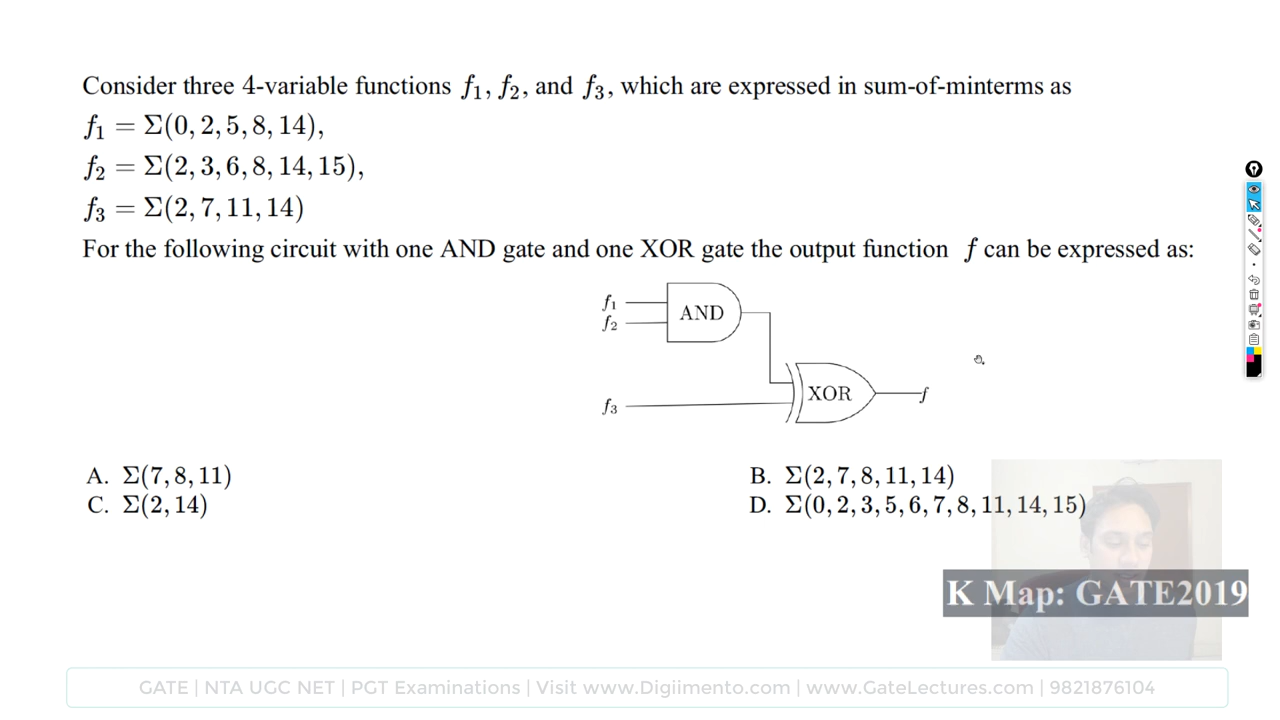 Consider three 4-variable functions f₁, f₂, and f₃, which are expressed in sum-of-minterms as
f₁ = Σ(0, 2, 5, 8, 14),
f₂ = Σ(2, 3, 6, 8, 14, 15),
f₃ = Σ(2, 7, 11, 14)
For the following circuit with one AND gate and one XOR gate the output function f can be expressed as:
f₁
AND
f₂
XOR
f
f₃
A. Σ(7, 8, 11)
B. Σ(2, 7, 8, 11, 14)
C. Σ(2, 14)
D. Σ(0, 2, 3, 5, 6, 7, 8, 11, 14, 15)
K Map: GATE2019
GATE | NTA UGC NET | PGT Examinations | Visit www.Digiimento.com | www.GateLectures.com | 9821876104